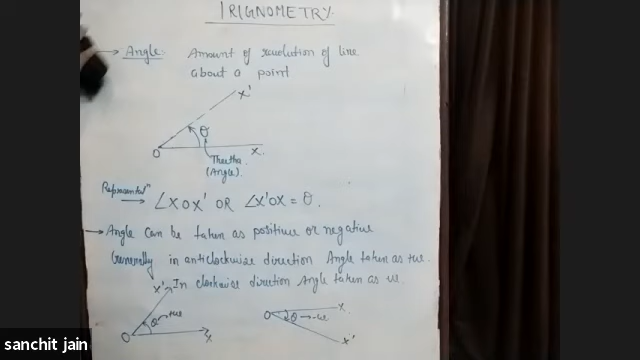 TRIGNOMETRY
→ Angle: Amount of revolution of line
about a point
X'
θ
O X
Theetha
(Angle).
Representn → ∠XOX' OR ∠X'OX = θ.
→ Angle can be taken as positive or negative
Generally in anticlockwise direction Angle taken as +ve.
In clockwise direction Angle taken as -ve.
X'
θ → +ve
O X
O X
θ → -ve
X'
sanchit jain